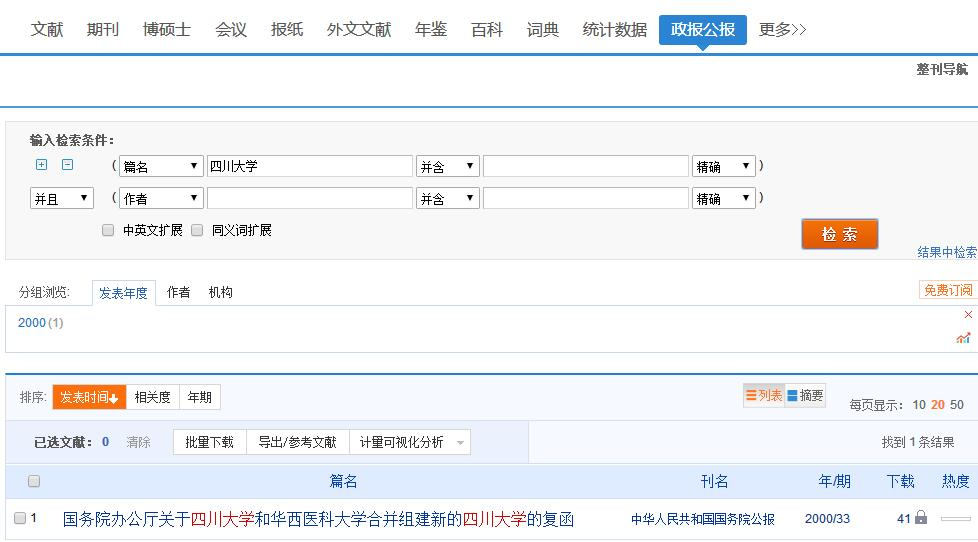 文献 期刊 博硕士 会议 报纸 外文文献 年鉴 百科 词典 统计数据 政报公报 更多>>
整刊导航
输入检索条件：
( 篇名 四川大学 并含 精确 )
并且 ( 作者 并含 精确 )
中英文扩展 同义词扩展
检 索
结果中检索
分组浏览: 发表年度 作者 机构 免费订阅
2000(1)
排序: 发表时间 相关度 年期 列表 摘要 每页显示： 10 20 50
已选文献： 0 清除 批量下载 导出/参考文献 计量可视化分析 找到 1 条结果
篇名 刊名 年/期 下载 热度
1 国务院办公厅关于四川大学和华西医科大学合并组建新的四川大学的复函 中华人民共和国国务院公报 2000/33 41